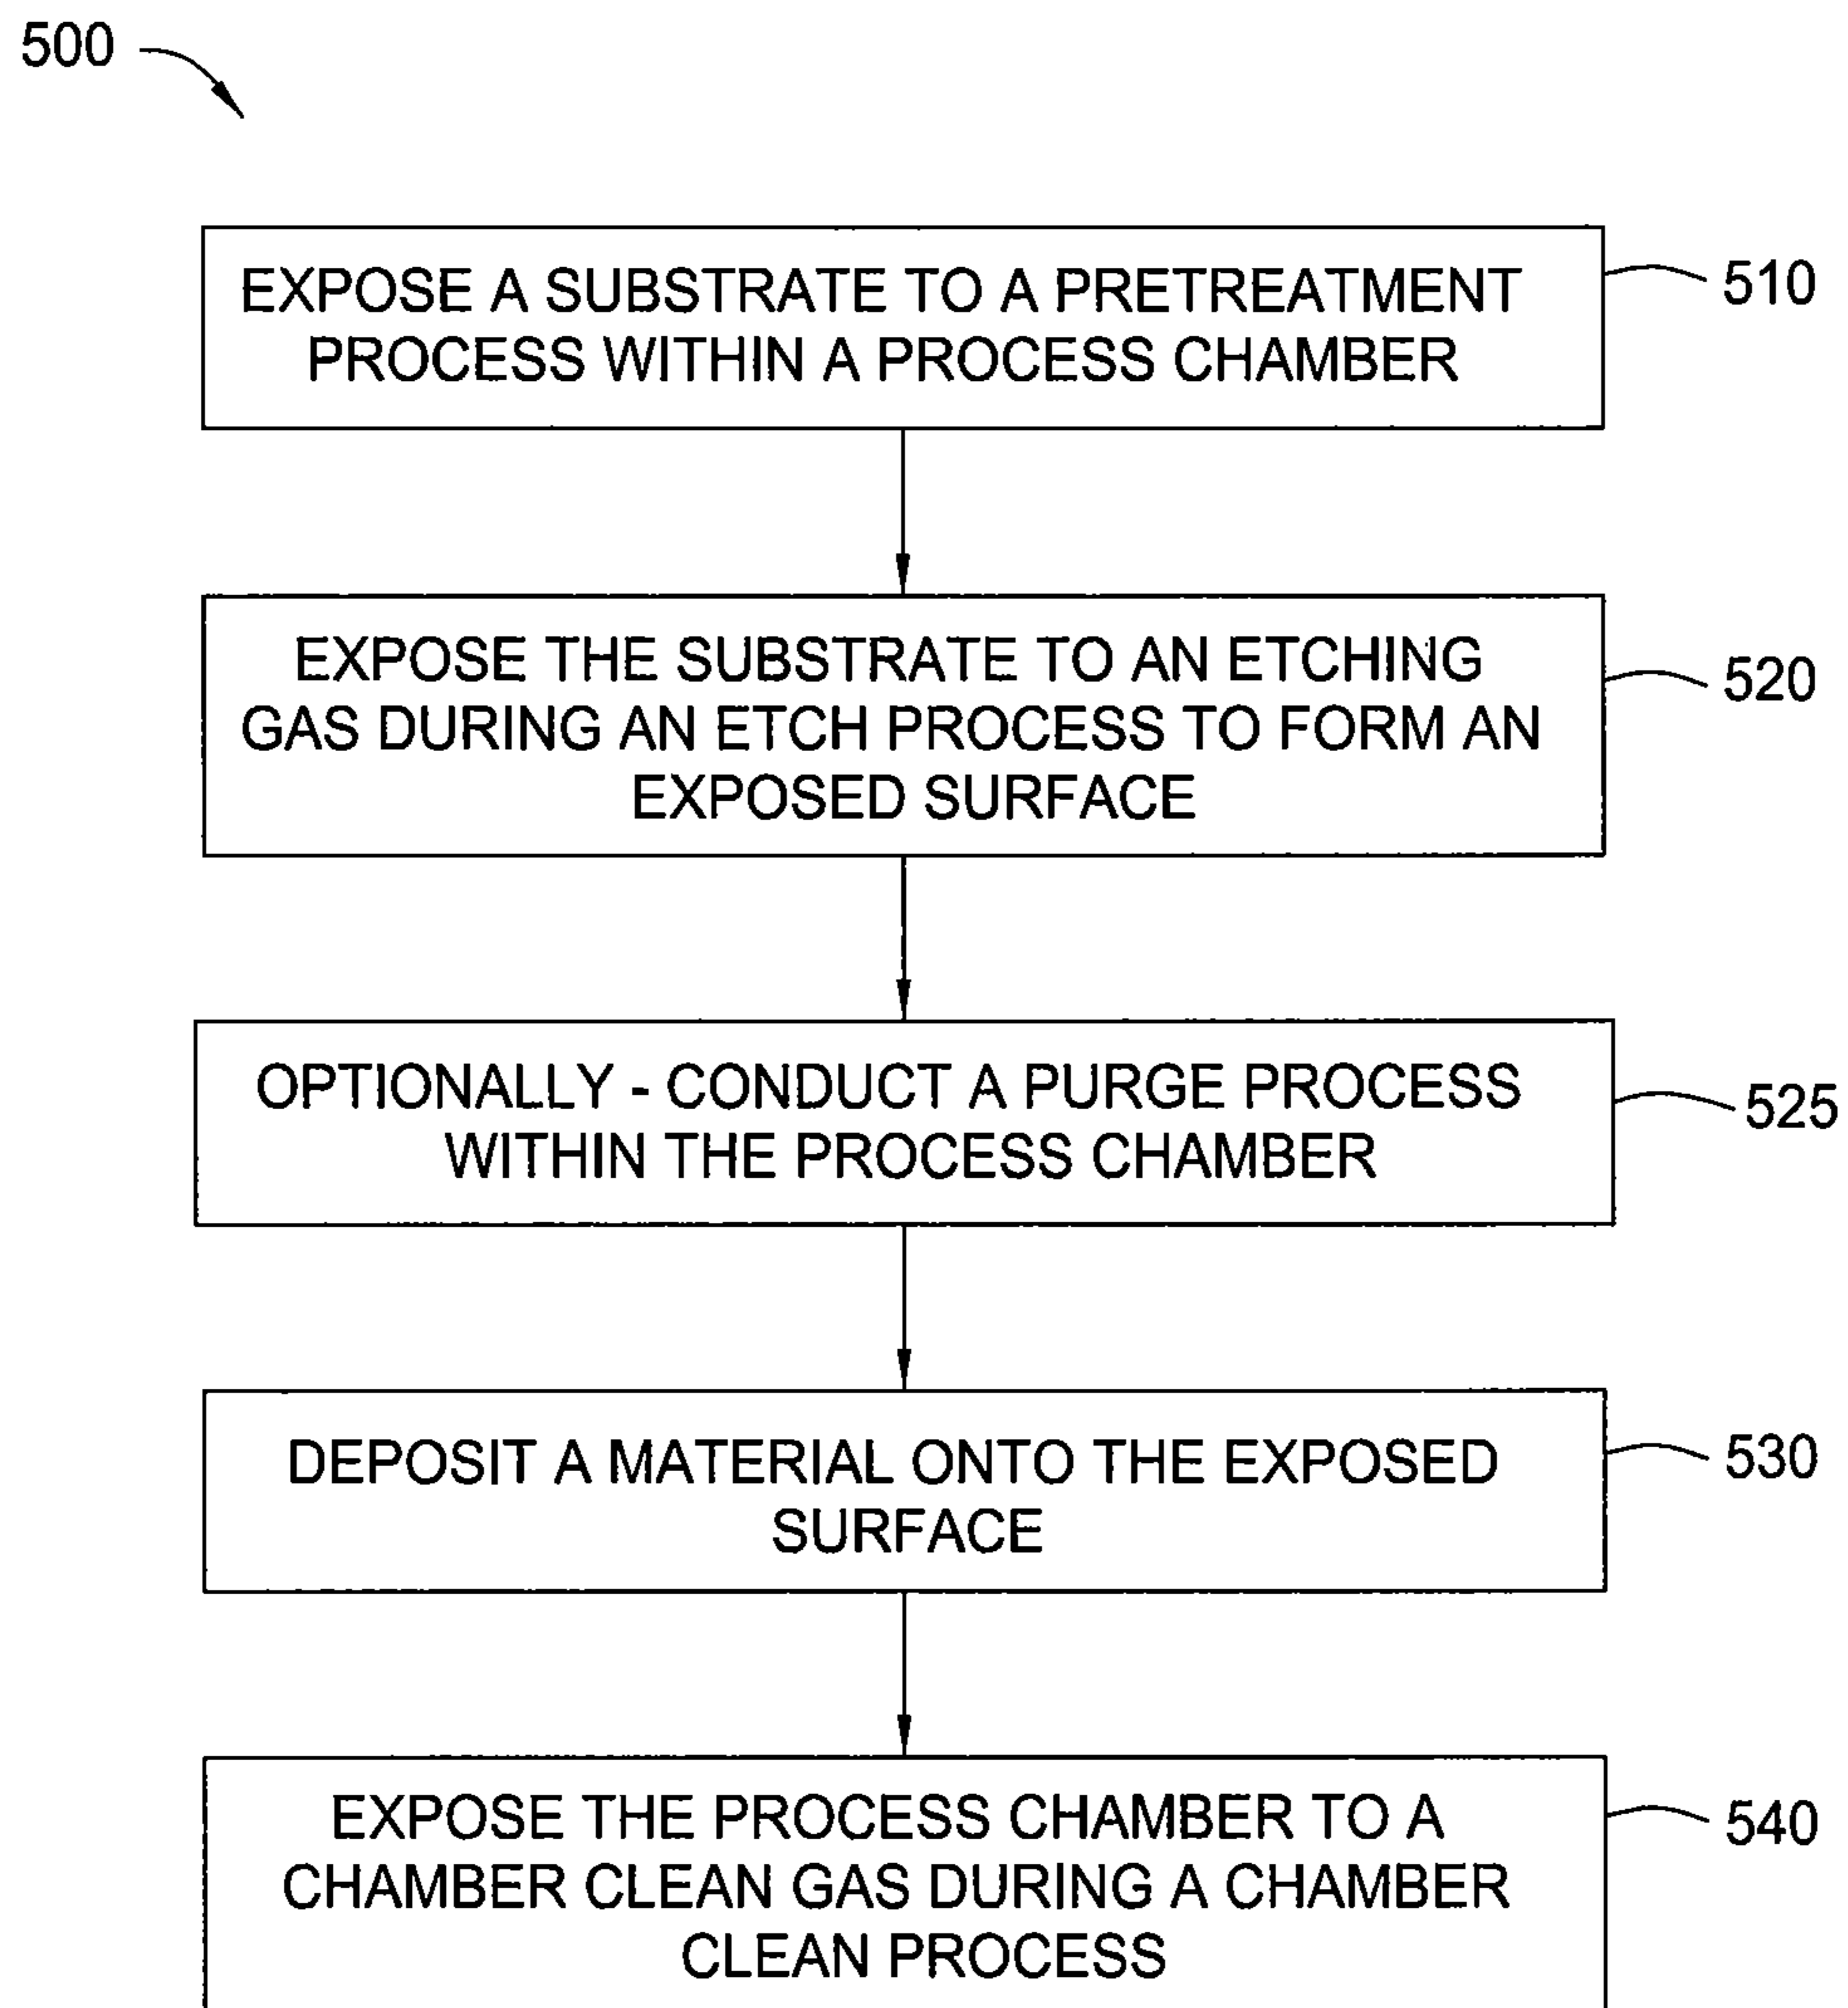 500
EXPOSE A SUBSTRATE TO A PRETREATMENT
PROCESS WITHIN A PROCESS CHAMBER
510
EXPOSE THE SUBSTRATE TO AN ETCHING
GAS DURING AN ETCH PROCESS TO FORM AN
EXPOSED SURFACE
520
OPTIONALLY - CONDUCT A PURGE PROCESS
WITHIN THE PROCESS CHAMBER
525
DEPOSIT A MATERIAL ONTO THE EXPOSED
SURFACE
530
EXPOSE THE PROCESS CHAMBER TO A
CHAMBER CLEAN GAS DURING A CHAMBER
CLEAN PROCESS
540